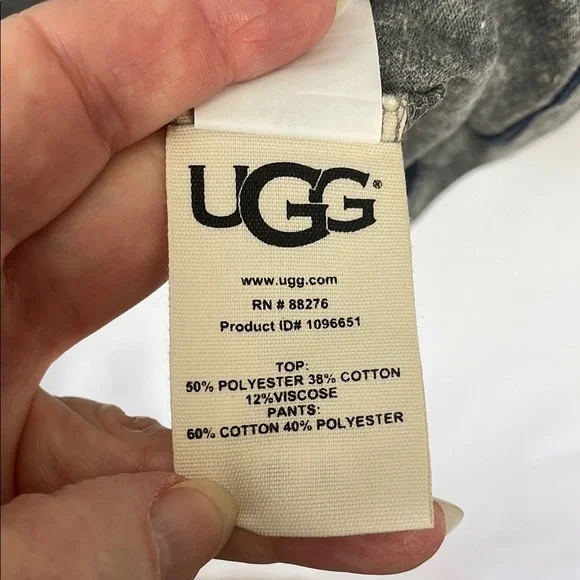 UGG®
www.ugg.com
RN # 88276
Product ID# 1096651
TOP:
50% POLYESTER 38% COTTON
12%VISCOSE
PANTS:
60% COTTON 40% POLYESTER